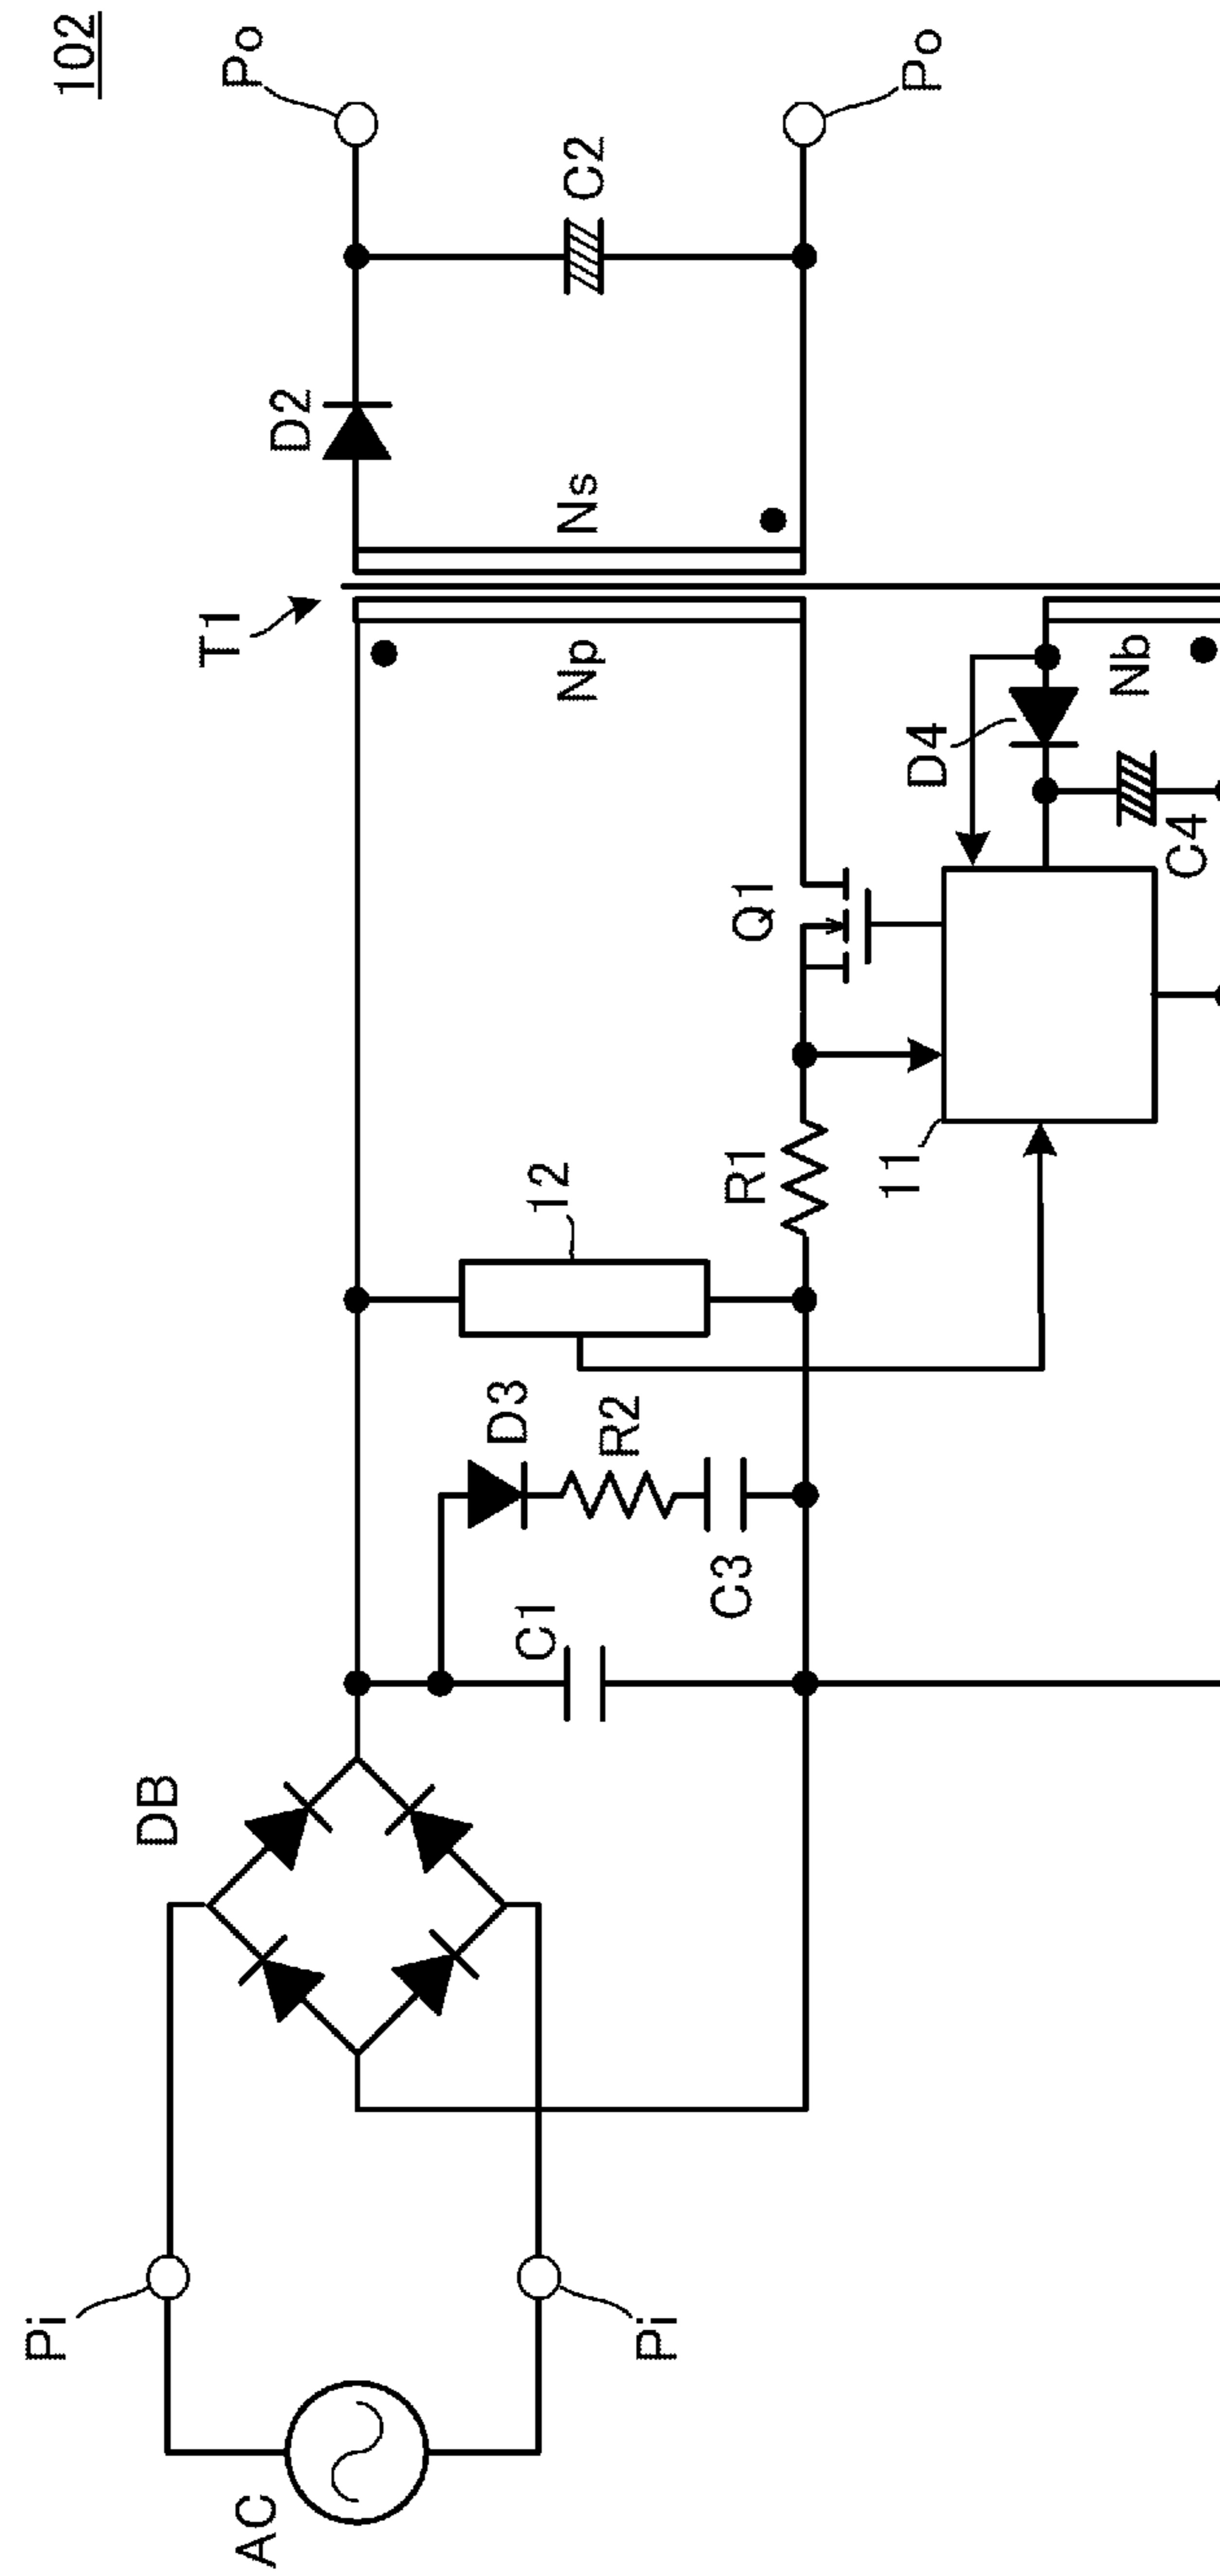 102
Po
T1
D2
C2
Ns
Np
Po
DB
Pi
AC
Pi
C1
D3
R2
C3
12
R1
Q1
11
D4
Nb
C4